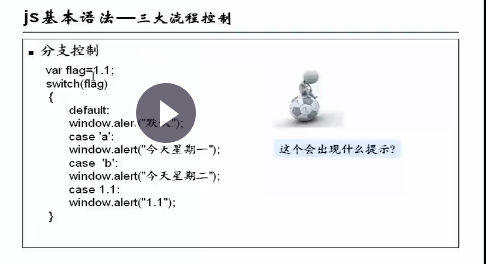 js基本语法—三大流程控制
分支控制
var flag=1.1;
switch(flag)
{
default:
window.aler
case 'a':
window.alert("今天星期一");
case 'b':
window.alert("今天星期二");
case 1.1:
window.alert("1.1");
}
这个会出现什么提示?